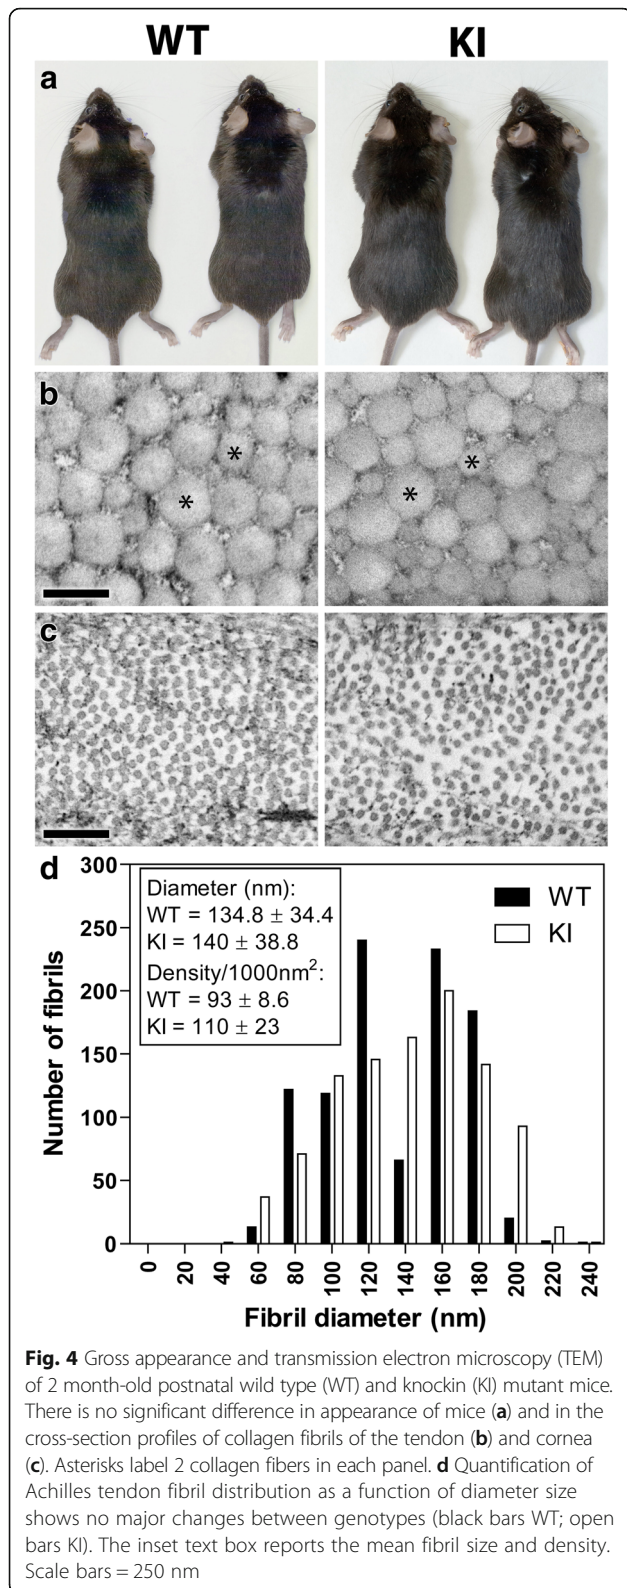 WT
KI
a
b
*
*
*
*
c
d
300
250
200
150
100
50
0
Number of fibrils
Diameter (nm):
WT = 134.8 ± 34.4
KI = 140 ± 38.8
Density/1000nm²:
WT = 93 ± 8.6
KI = 110 ± 23
WT
KI
0 20 40 60 80 100 120 140 160 180 200 220 240
Fibril diameter (nm)
Fig. 4 Gross appearance and transmission electron microscopy (TEM)
of 2 month-old postnatal wild type (WT) and knockin (KI) mutant mice.
There is no significant difference in appearance of mice (a) and in the
cross-section profiles of collagen fibrils of the tendon (b) and cornea
(c). Asterisks label 2 collagen fibers in each panel. d Quantification of
Achilles tendon fibril distribution as a function of diameter size
shows no major changes between genotypes (black bars WT; open
bars KI). The inset text box reports the mean fibril size and density.
Scale bars = 250 nm